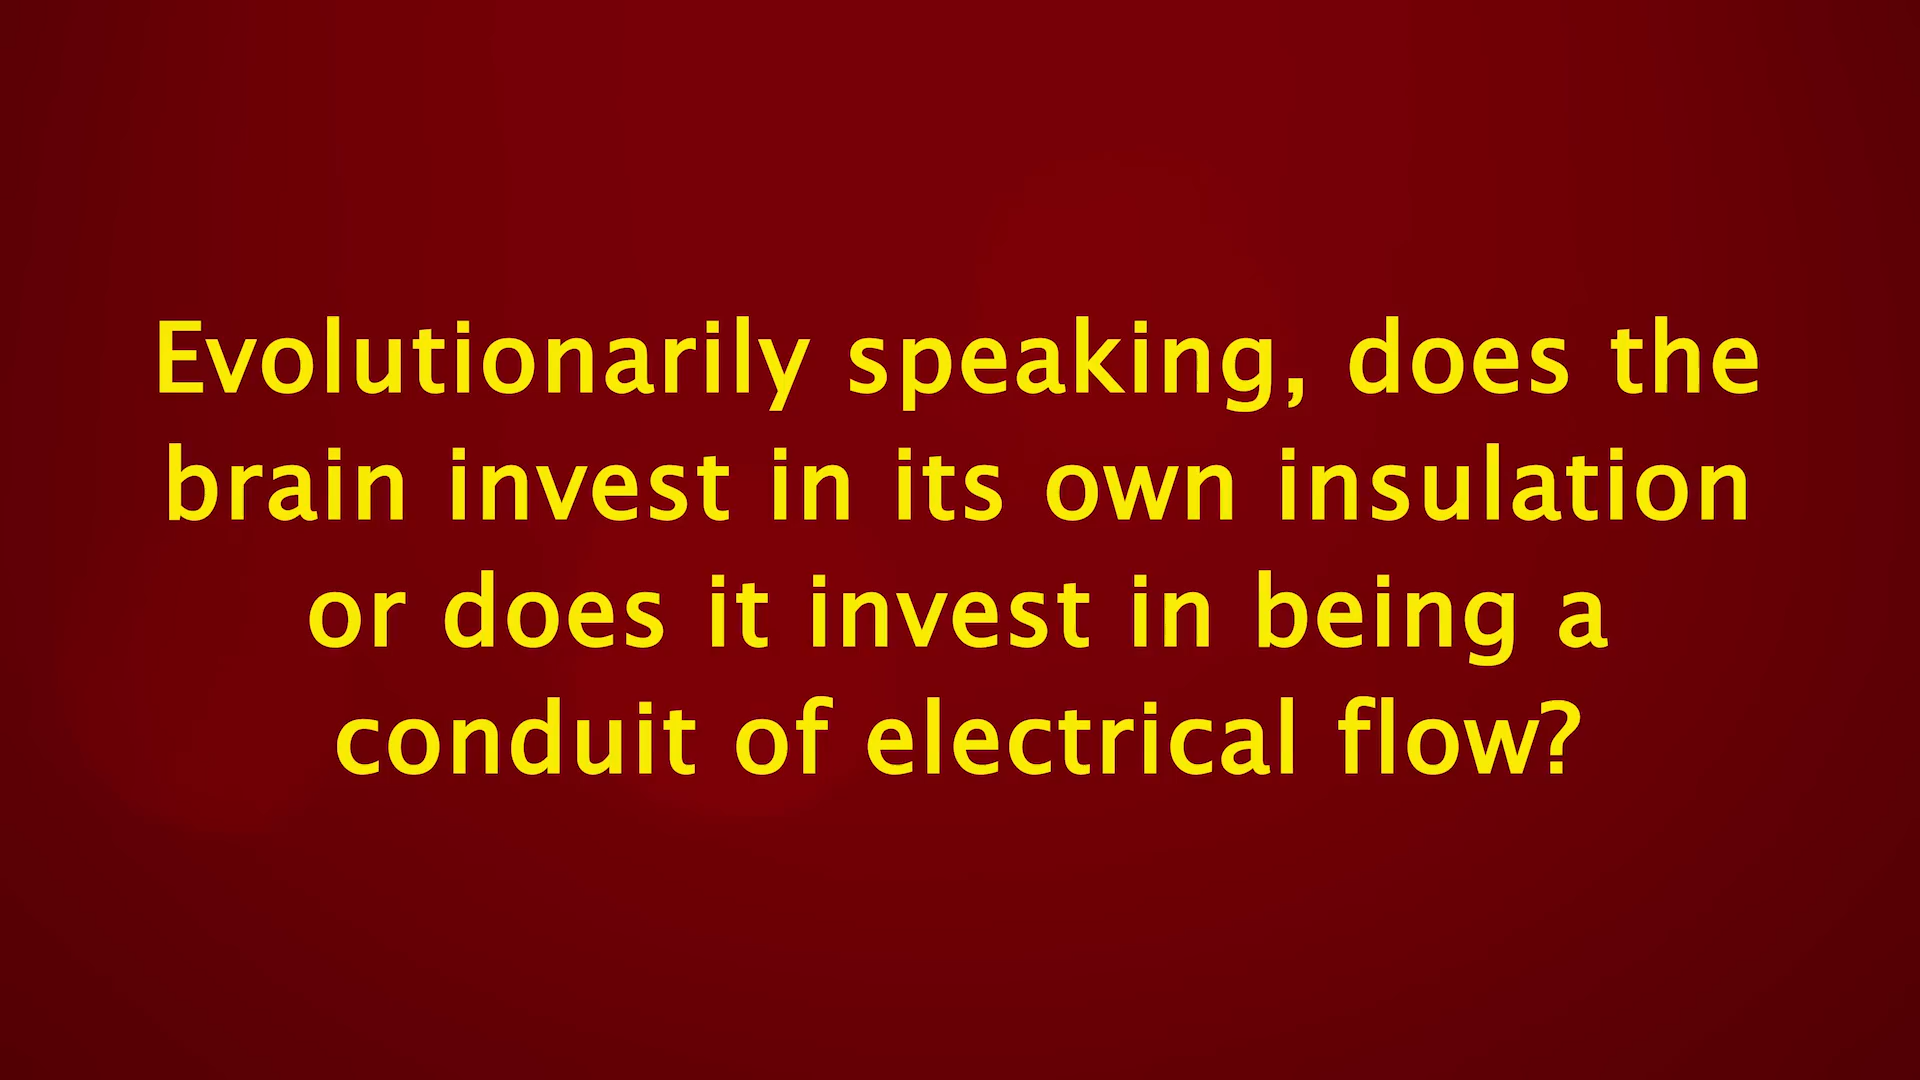 Evolutionarily speaking, does the
brain invest in its own insulation
or does it invest in being a
conduit of electrical flow?